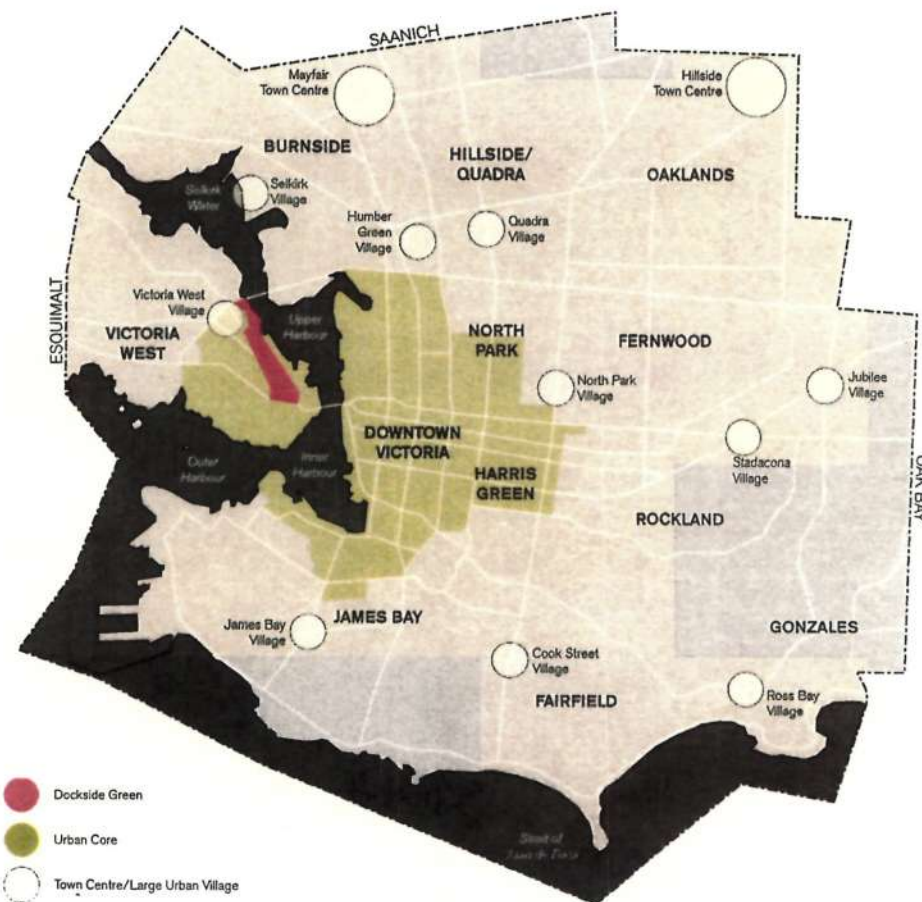 SAANICH
Mayfair
Town Centre
Hillside
Town Centre
BURNSIDE
HILLSIDE/
QUADRA
OAKLANDS
Selkirk
Water
Selkirk
Village
Humber
Green
Village
Quadra
Village
ESQUIMALT
Victoria West
Village
VICTORIA
WEST
Upper
Harbour
NORTH
PARK
FERNWOOD
North Park
Village
Jubilee
Village
DOWNTOWN
VICTORIA
Stadacona
Village
Outer
Harbour
Inner
Harbour
HARRIS
GREEN
OAK BAY
ROCKLAND
James Bay
Village
JAMES BAY
GONZALES
Cook Street
Village
FAIRFIELD
Ross Bay
Village
Dockside Green
Urban Core
Strait of
Town Centre/Large Urban Village